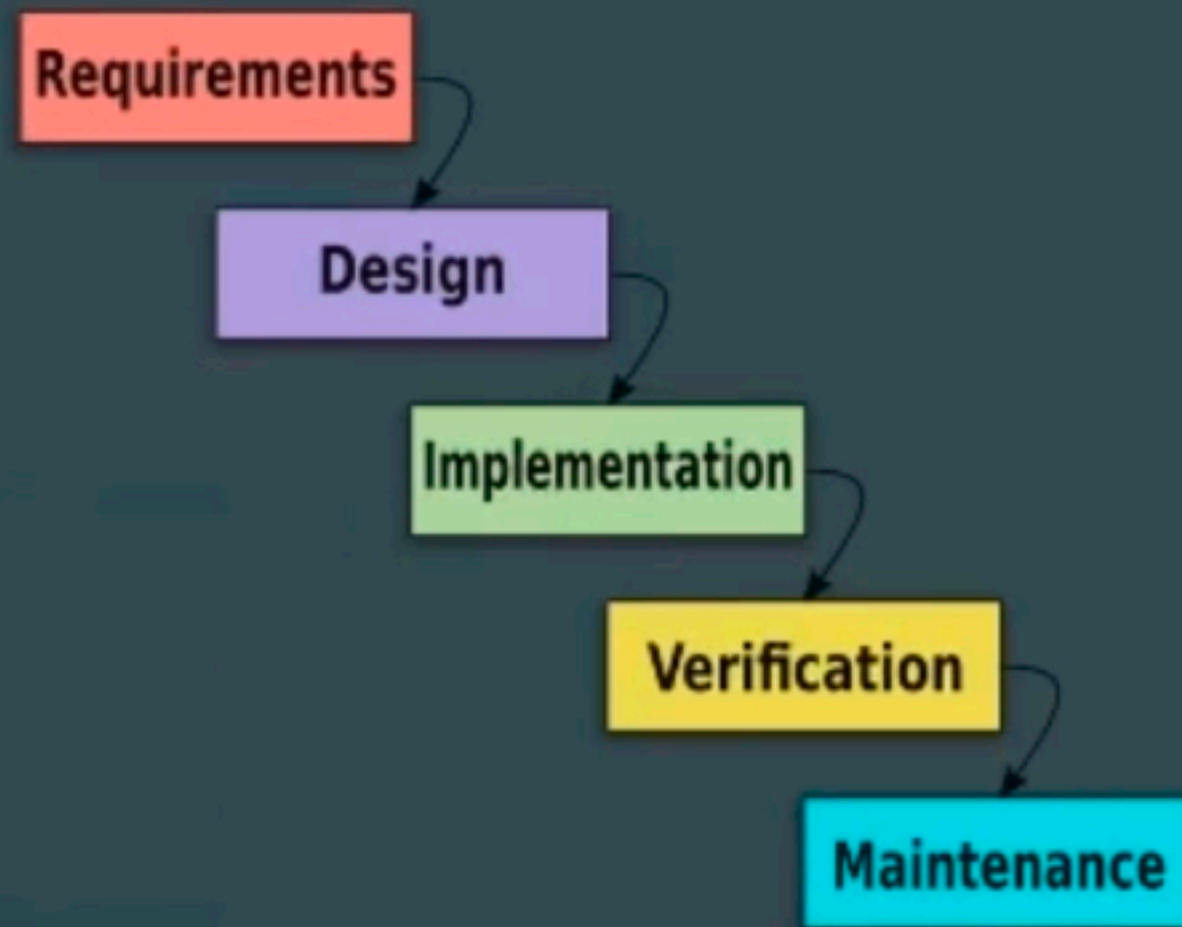 Requirements
Design
Implementation
Verification
Maintenance